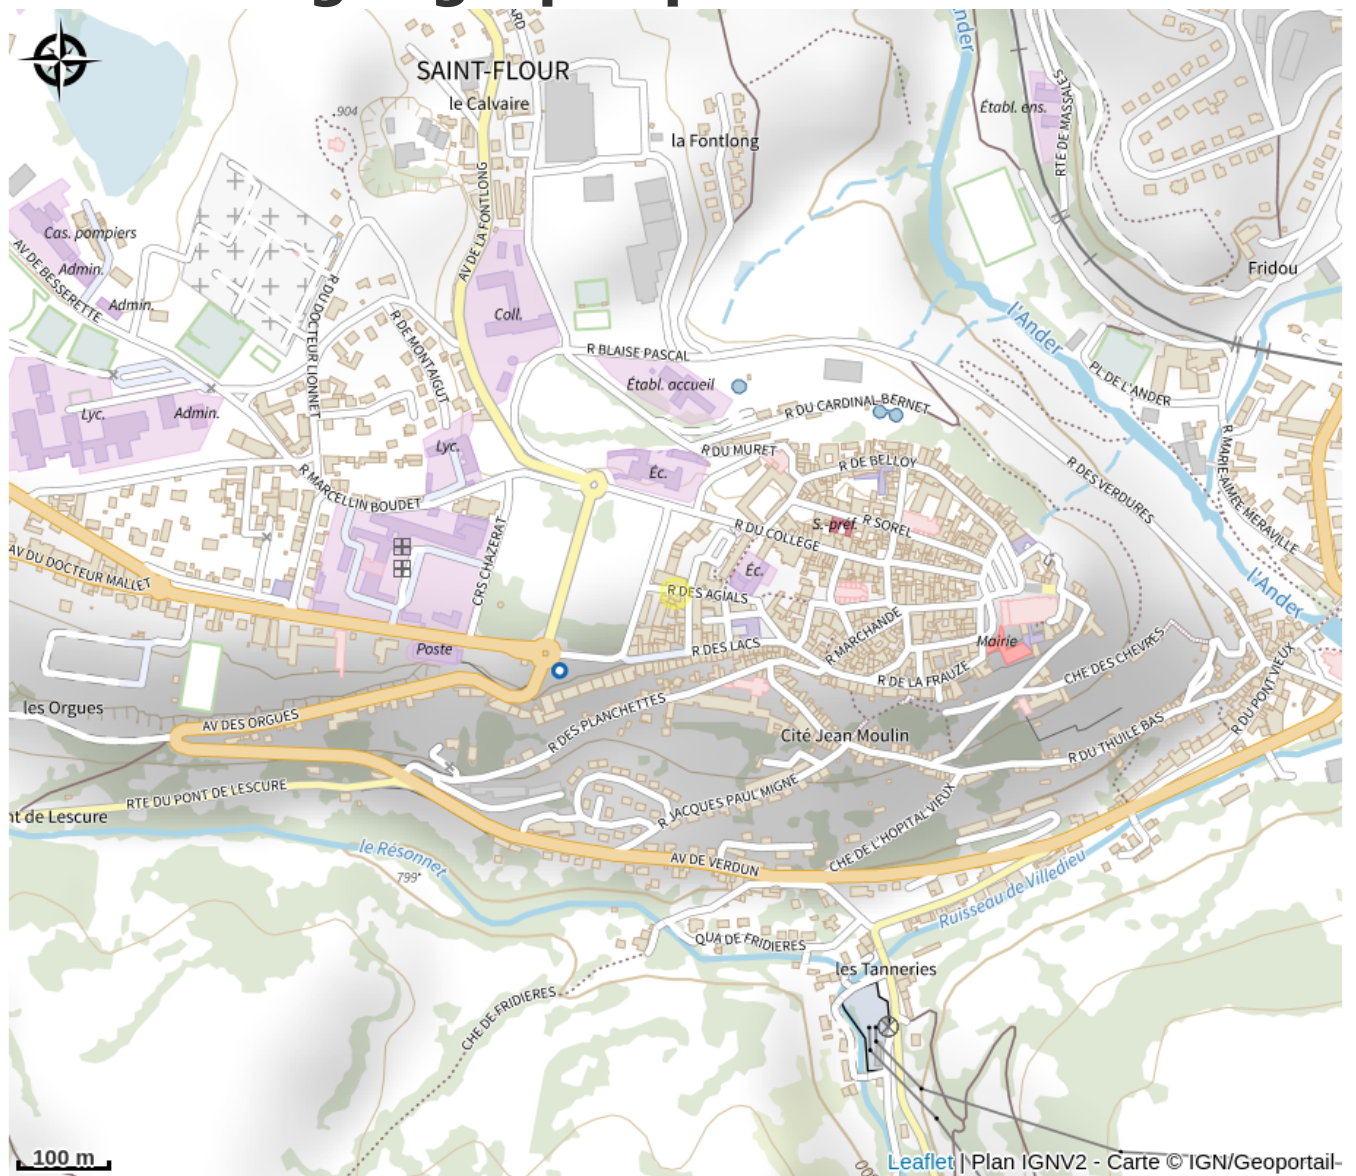 SAINT-FLOUR
le Calvaire
904
la Fontlong
Établ. ens.
RTE DE MASSALES
l'Ander
Cas. pompiers
Admin.
Admin.
AV DE BESSERETTE
AV DE LA FONTLONG
R DU DOCTEUR LIONNET
R DE MONTAIGUT
Coll.
Fridou
l'Ander
R BLAISE PASCAL
Établ. accueil
PL DE L'ANDER
R DU CARDINAL BERNET
Lyc.
Admin.
Lyc.
R DU MURET
R DE BELLOY
R MARIE-AIMEE MERAVILLE
R DES VERDURES
Éc.
R MARCELLIN BOUDET
R DU COLLEGE
S.-préf.
R SOREL
CRS CHAZERAT
Éc.
R DES AGIALS
l'Ander
AV DU DOCTEUR MALLET
Poste
R DES LACS
R MARCHANDE
Mairie
R DE LA FRAUZE
CHE DES CHEVRES
R DU PONT VIEUX
les Orgues
AV DES ORGUES
R DES PLANCHETTES
Cité Jean Moulin
R DU THUILE BAS
RTE DU PONT DE LESCURE
nt de Lescure
R JACQUES PAUL MIGNE
CHE DE L'HOPITAL VIEUX
le Résonnet
799
AV DE VERDUN
Ruisseau de Villedieu
QUA DE FRIDIERES
les Tanneries
CHE DE FRIDIERES
100 m
Leaflet | Plan IGNV2 - Carte © IGN/Geoportail